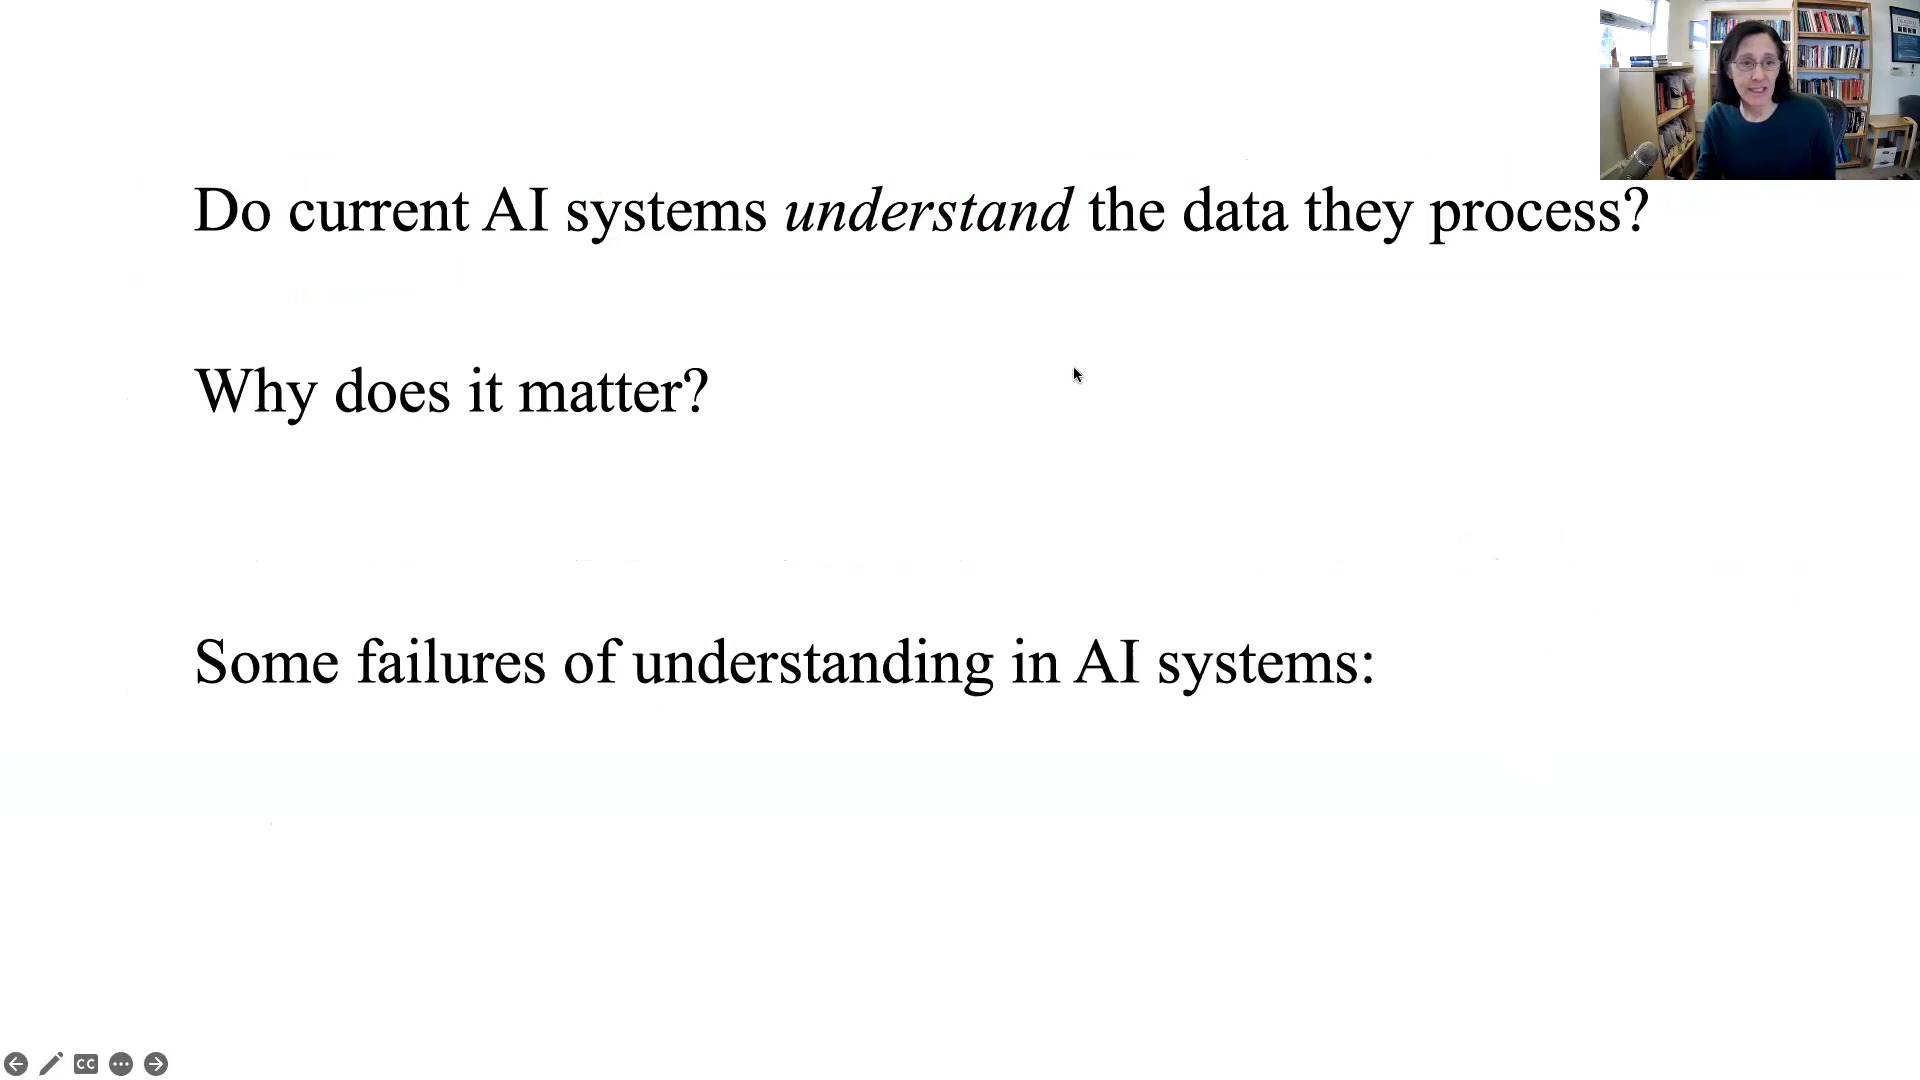 Do current AI systems understand the data they process?
Why does it matter?
Some failures of understanding in AI systems:
CC